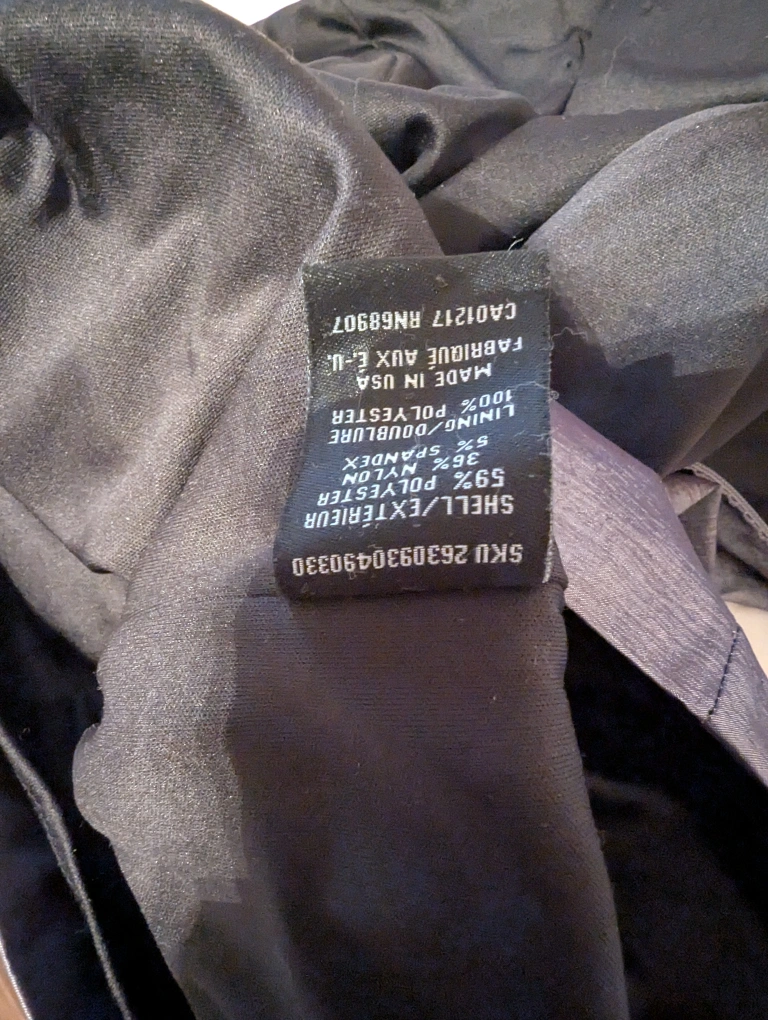 SKU 2630930490330
SHELL/EXTÉRIEUR
59% POLYESTER
36% NYLON
5% SPANDEX
LINING/DOUBLURE
100% POLYESTER
MADE IN USA
FABRIQUÉ AUX É.-U.
CA01217 RN68907